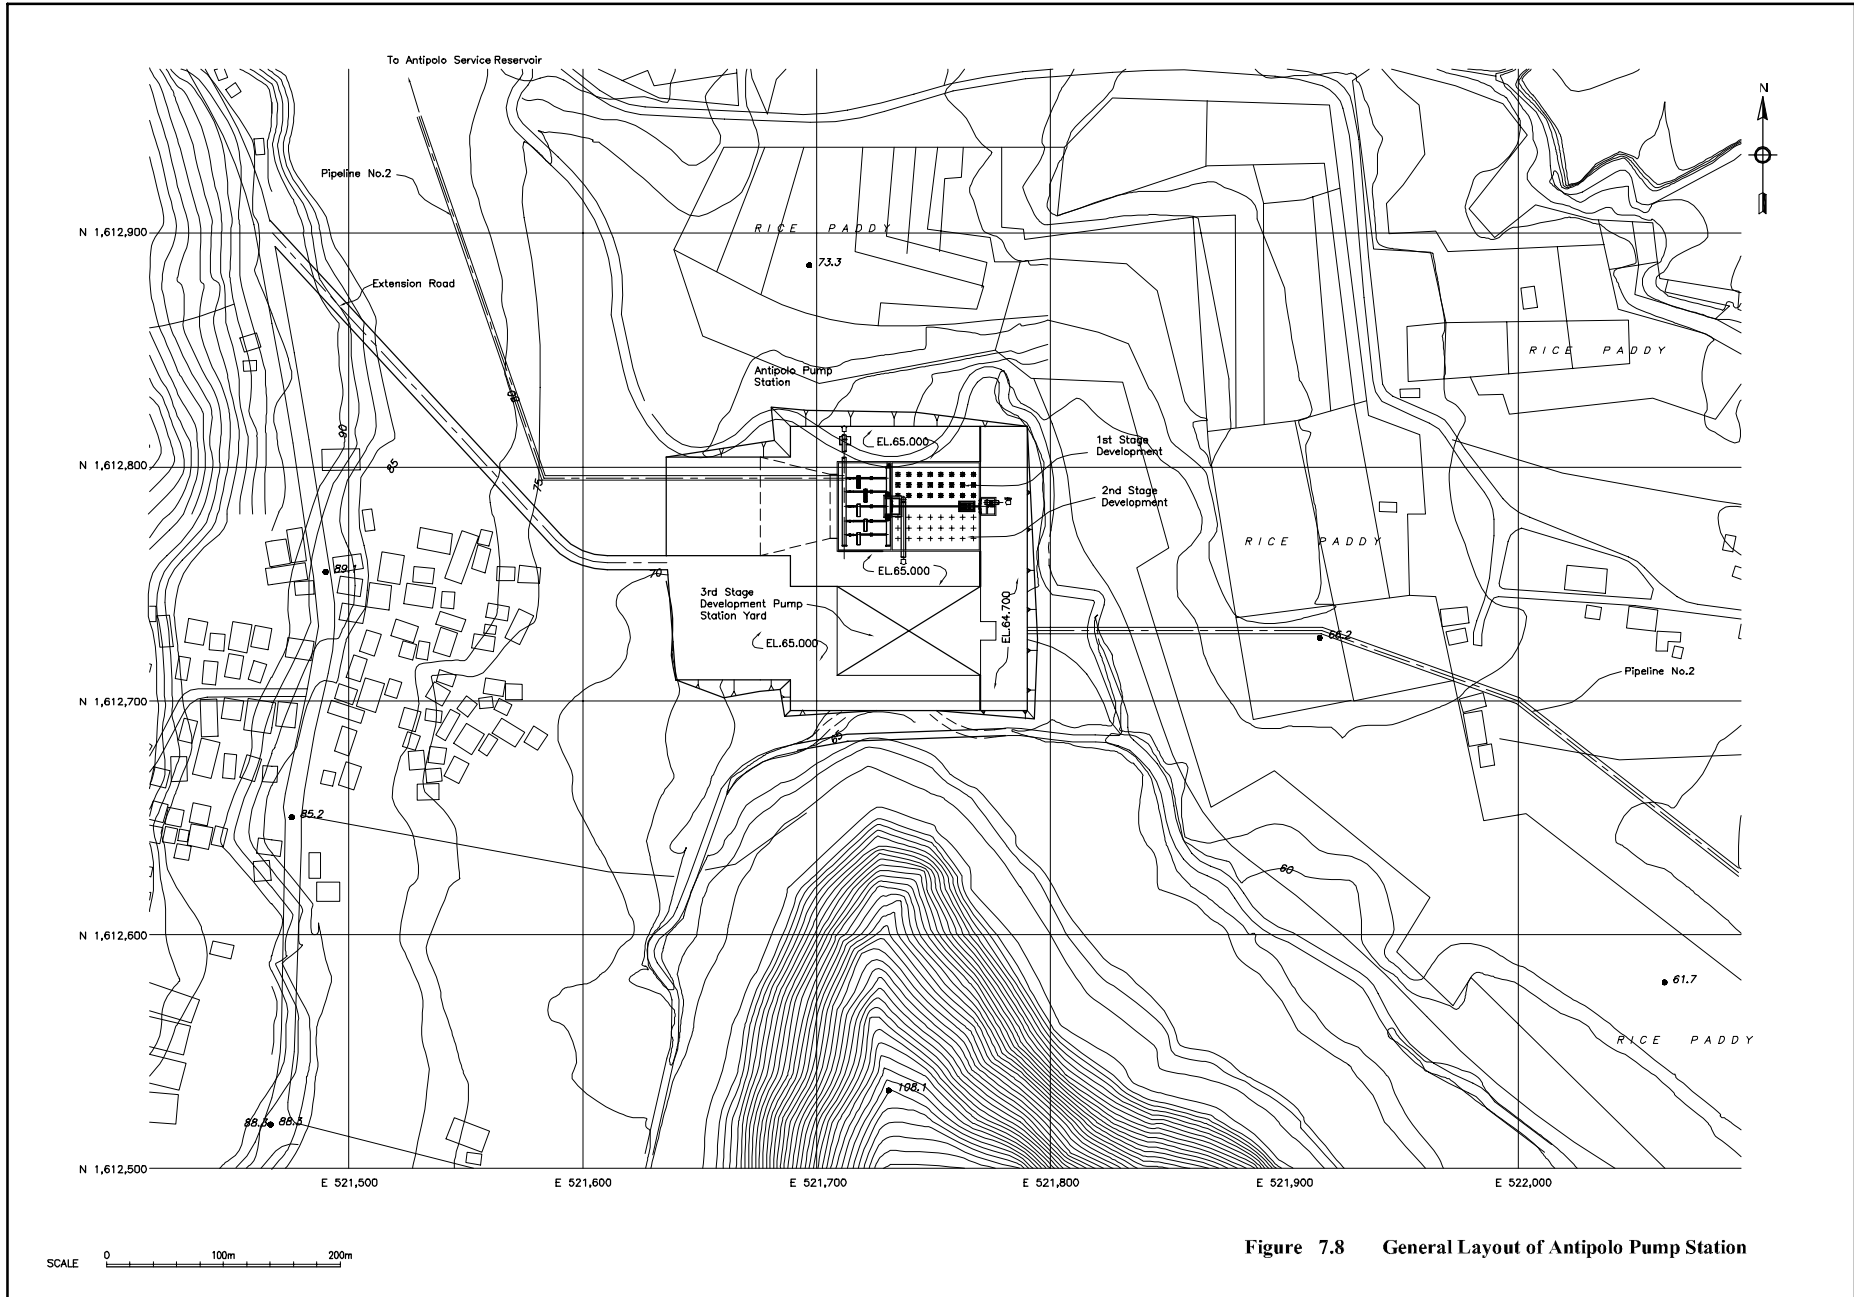 To Antipolo Service Reservoir
N
Pipeline No.2
N 1,612,900
RICE PADDY
73.3
Extension Road
RICE PADDY
Antipolo Pump
Station
80
90
EL.65.000
1st Stage
Development
N 1,612,800
85
75
2nd Stage
Development
RICE PADDY
89.1
EL.65.000
70
3rd Stage
Development Pump
Station Yard
EL.64.700
EL.65.000
66.2
Pipeline No.2
N 1,612,700
65
85.2
60
N 1,612,600
61.7
RICE PADDY
108.1
88.3
88.3
N 1,612,500
E 521,500
E 521,600
E 521,700
E 521,800
E 521,900
E 522,000
Figure 7.8 General Layout of Antipolo Pump Station
SCALE
0
100m
200m